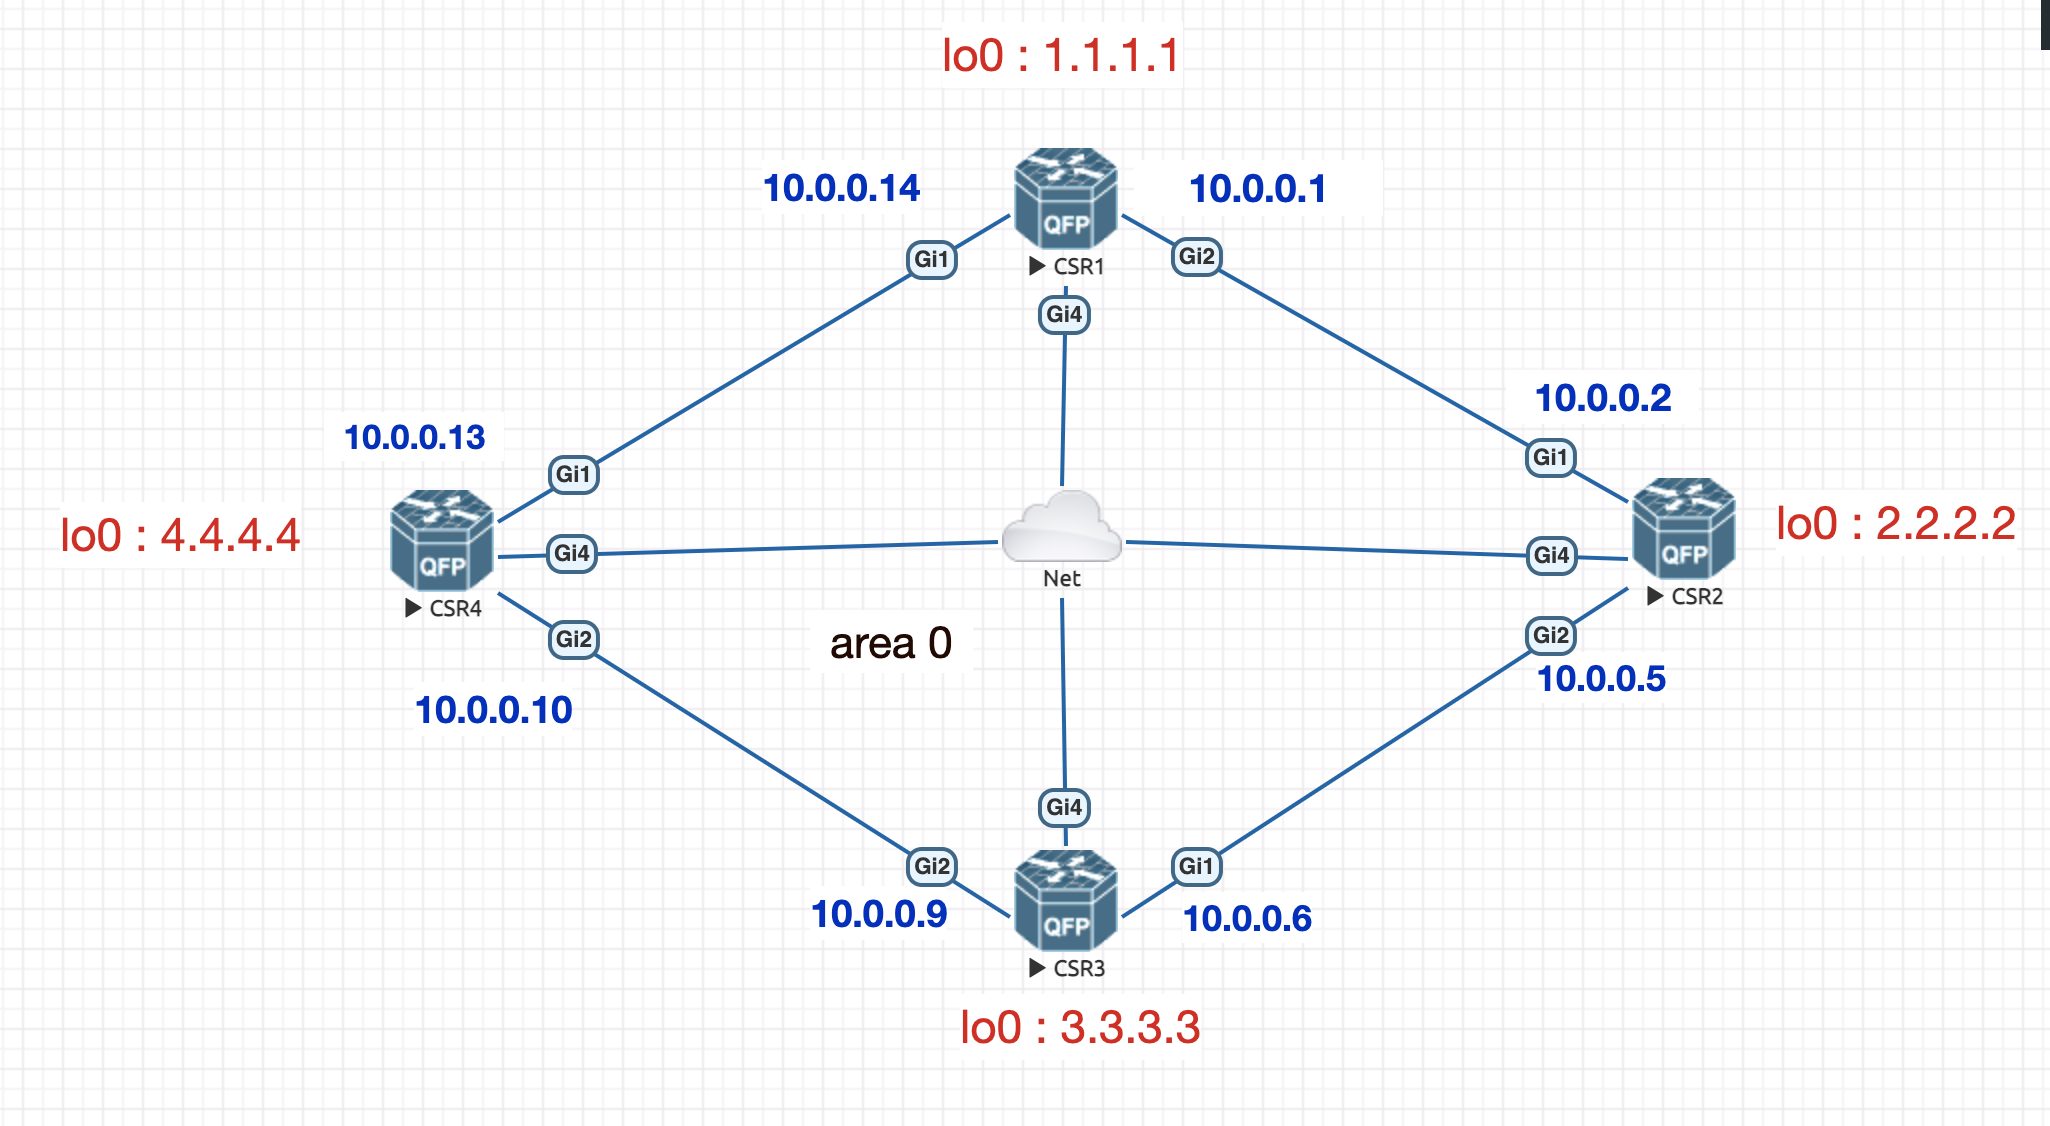 lo0 : 1.1.1.1
10.0.0.14
10.0.0.1
QFP
Gi1
CSR1
Gi2
Gi4
10.0.0.2
10.0.0.13
Gi1
Gi1
lo0 : 4.4.4.4
QFP
Gi4
CSR4
Net
Gi4
QFP
lo0 : 2.2.2.2
CSR2
Gi2
area 0
Gi2
10.0.0.5
10.0.0.10
Gi4
Gi2
Gi1
10.0.0.9
QFP
10.0.0.6
CSR3
lo0 : 3.3.3.3